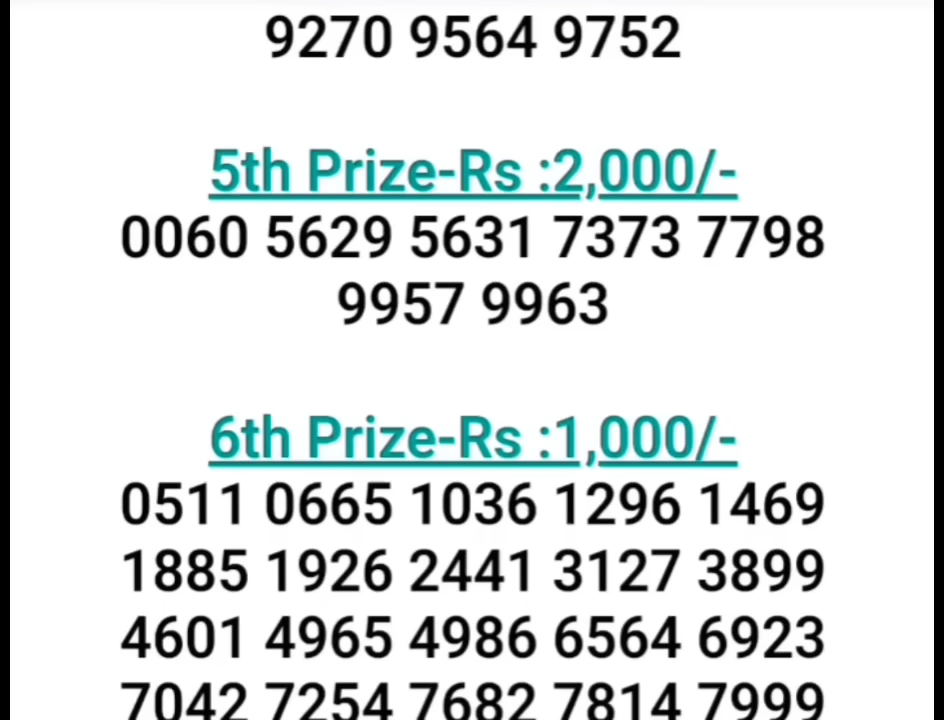 9270 9564 9752
5th Prize-Rs :2,000/-
0060 5629 5631 7373 7798
9957 9963
6th Prize-Rs :1,000/-
0511 0665 1036 1296 1469
1885 1926 2441 3127 3899
4601 4965 4986 6564 6923
7042 7254 7682 7814 7999